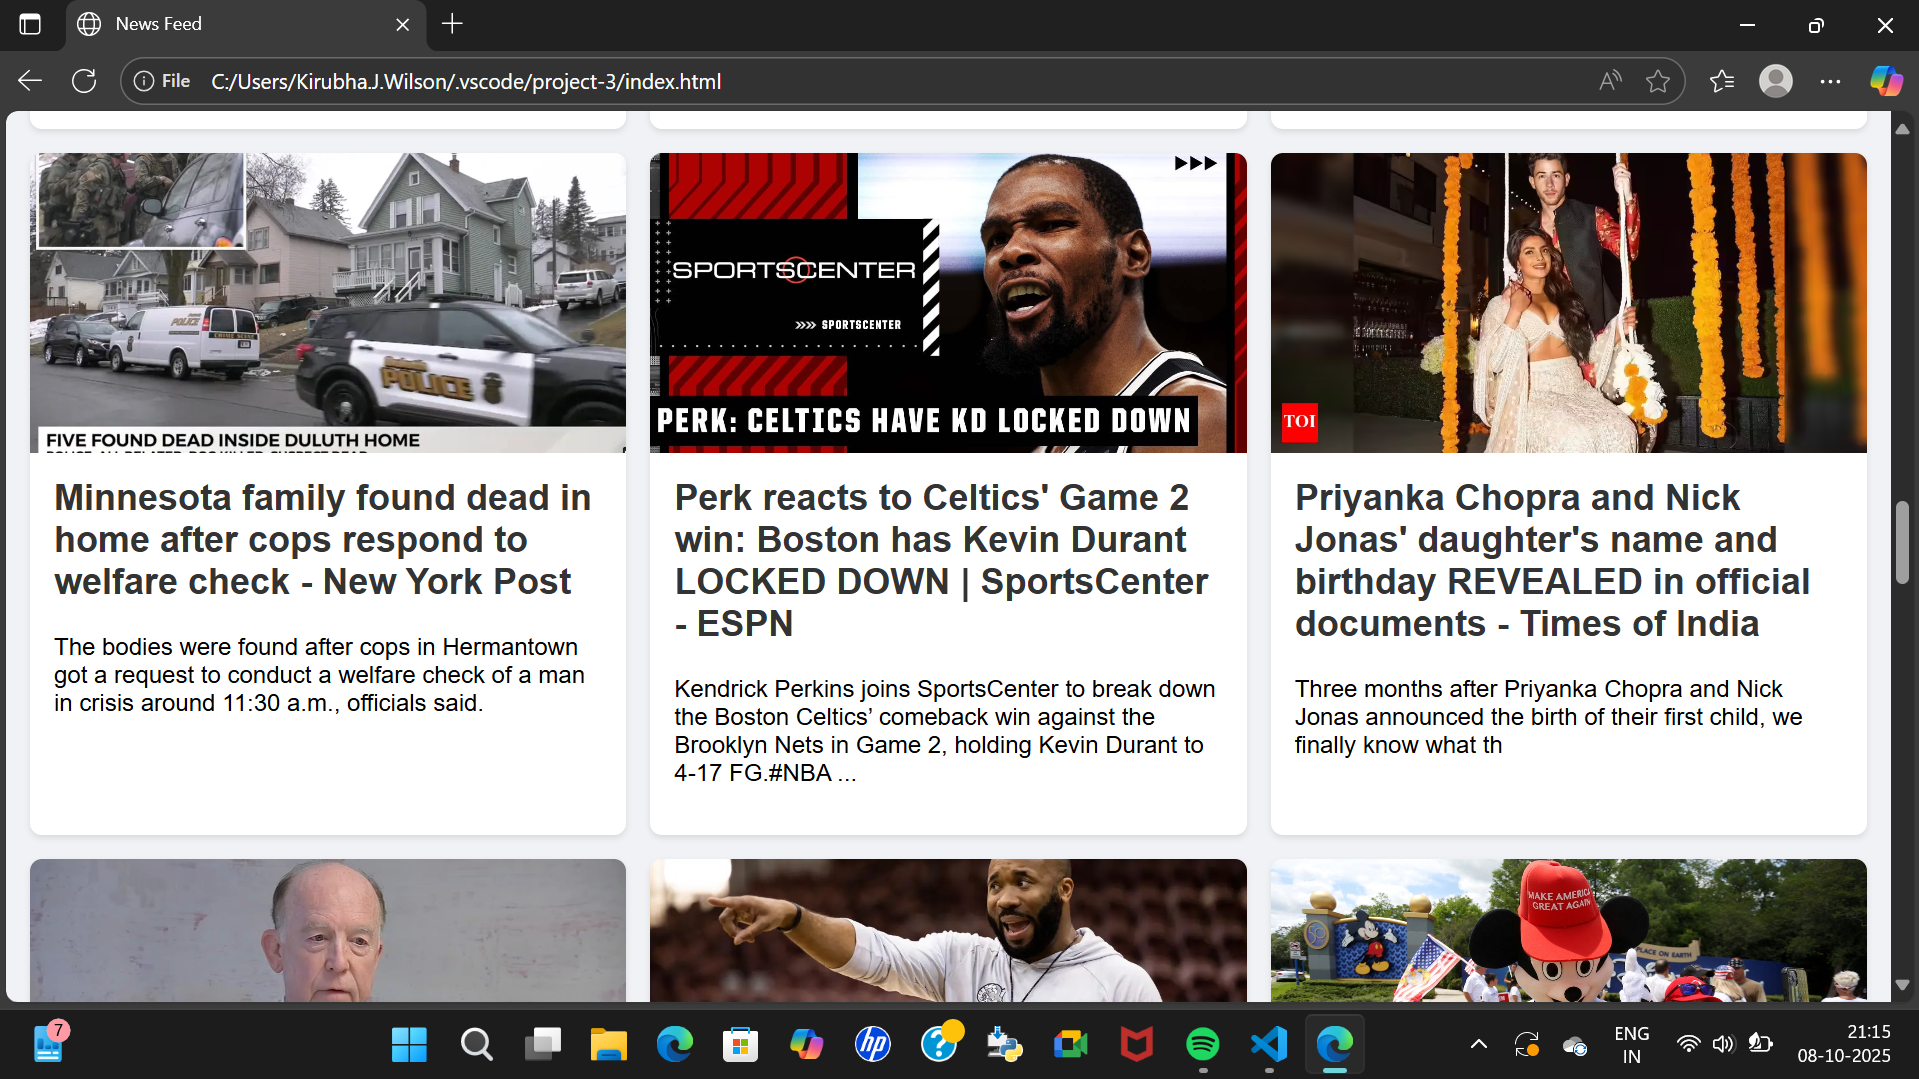 News Feed
File
C:/Users/Kirubha.J.Wilson/.vscode/project-3/index.html
POLICE
POLICE
FIVE FOUND DEAD INSIDE DULUTH HOME
Minnesota family found dead in
home after cops respond to
welfare check - New York Post
The bodies were found after cops in Hermantown
got a request to conduct a welfare check of a man
in crisis around 11:30 a.m., officials said.
SPORTSCENTER
SPORTSCENTER
PERK: CELTICS HAVE KD LOCKED DOWN
Perk reacts to Celtics' Game 2
win: Boston has Kevin Durant
LOCKED DOWN | SportsCenter
- ESPN
Kendrick Perkins joins SportsCenter to break down
the Boston Celtics’ comeback win against the
Brooklyn Nets in Game 2, holding Kevin Durant to
4-17 FG.#NBA ...
TOI
Priyanka Chopra and Nick
Jonas' daughter's name and
birthday REVEALED in official
documents - Times of India
Three months after Priyanka Chopra and Nick
Jonas announced the birth of their first child, we
finally know what th
MAKE AMERICA
GREAT AGAIN
PLACE ON EARTH
7
hp
ENG
IN
21:15
08-10-2025